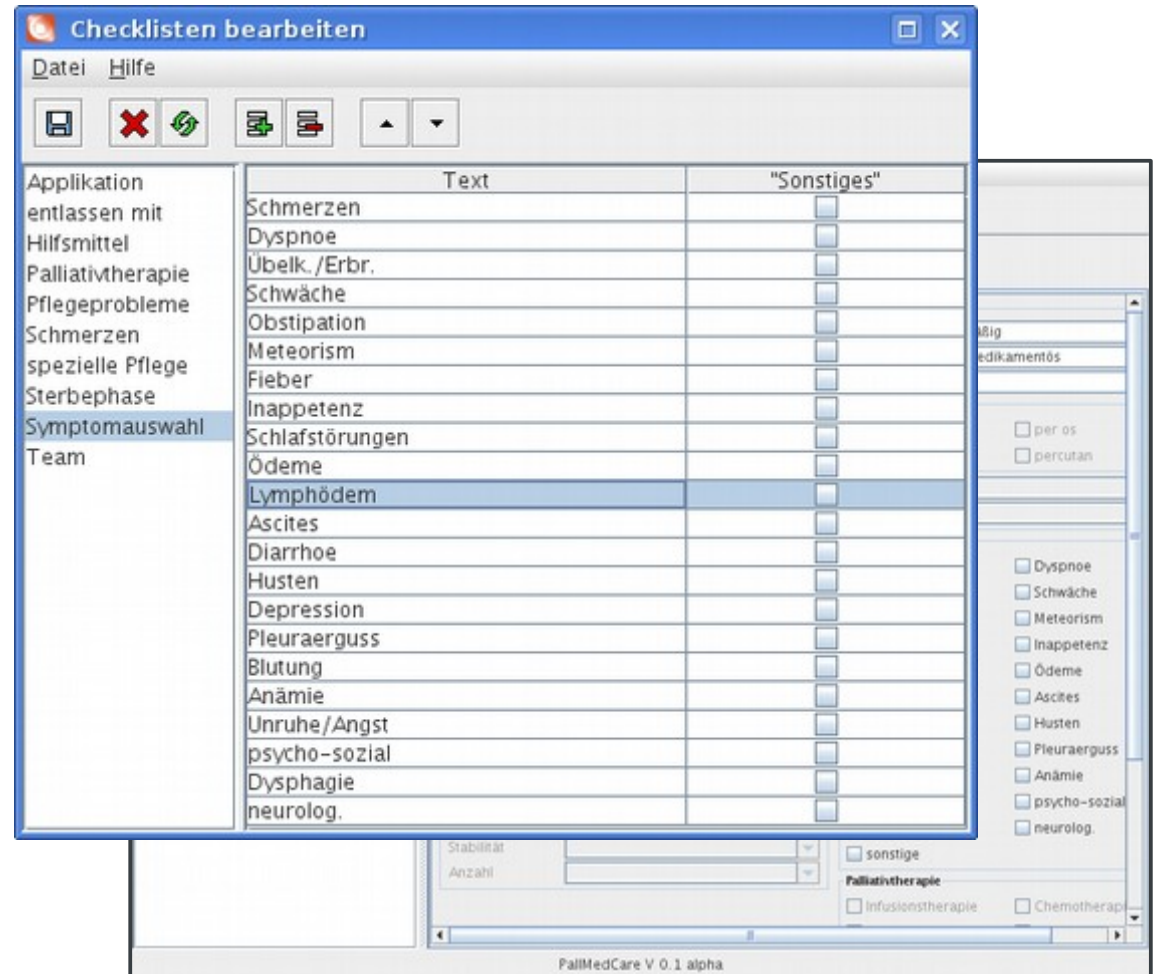 Checklisten bearbeiten
Datei Hilfe
Applikation
entlassen mit
Hilfsmittel
Palliativtherapie
Pflegeprobleme
Schmerzen
spezielle Pflege
Sterbephase
Symptomauswahl
Team
Text "Sonstiges"
Schmerzen
Dyspnoe
Übelk./Erbr.
Schwäche
Obstipation
Meteorism
Fieber
Inappetenz
Schlafstörungen
Ödeme
Lymphödem
Ascites
Diarrhoe
Husten
Depression
Pleuraerguss
Blutung
Anämie
Unruhe/Angst
psycho-sozial
Dysphagie
neurolog.
äßig
edikamentös
per os
percutan
Dyspnoe
Schwäche
Meteorism
Inappetenz
Ödeme
Ascites
Husten
Pleuraerguss
Anämie
psycho-sozial
neurolog.
Stabilität
Anzahl
sonstige
Palliativtherapie
Infusionstherapie Chemotherap
PallMedCare V 0.1 alpha